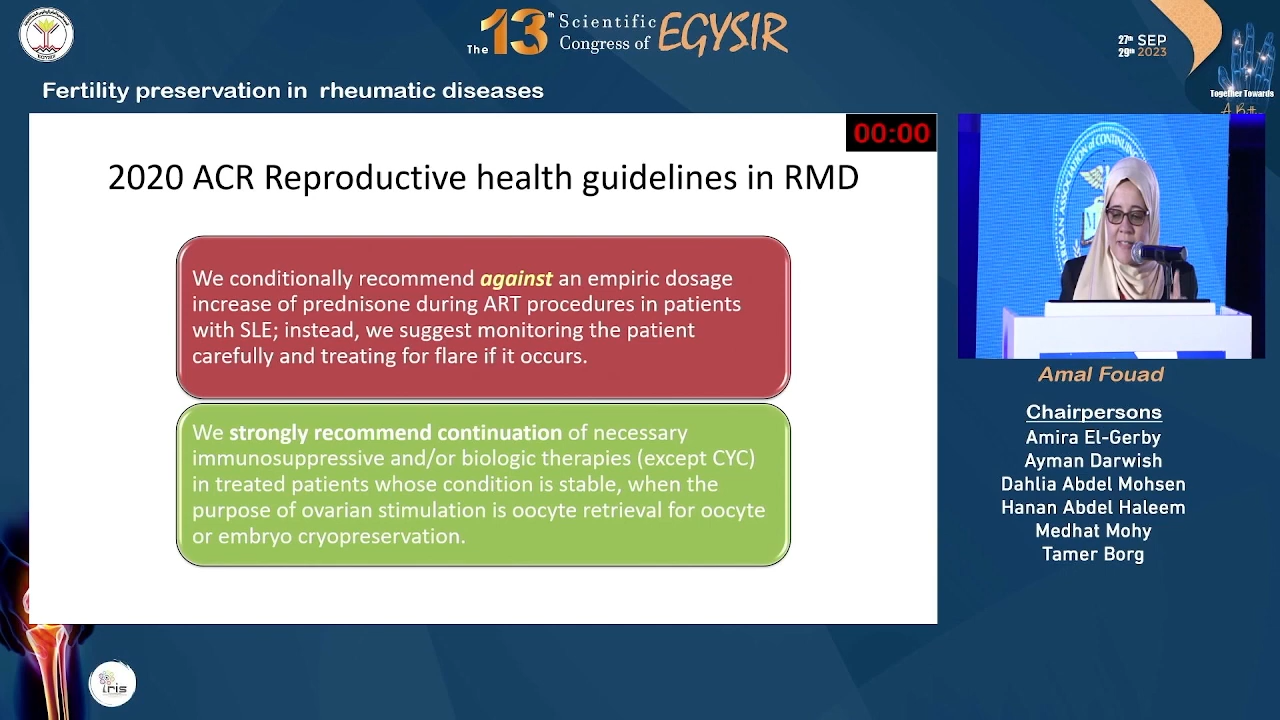 The 13th Scientific
Congress of EGYSIR
27th SEP
29th 2023
Together Towards
Fertility preservation in rheumatic diseases
00:00
2020 ACR Reproductive health guidelines in RMD
We conditionally recommend against an empiric dosage
increase of prednisone during ART procedures in patients
with SLE; instead, we suggest monitoring the patient
carefully and treating for flare if it occurs.
We strongly recommend continuation of necessary
immunosuppressive and/or biologic therapies (except CYC)
in treated patients whose condition is stable, when the
purpose of ovarian stimulation is oocyte retrieval for oocyte
or embryo cryopreservation.
Amal Fouad
Chairpersons
Amira El-Gerby
Ayman Darwish
Dahlia Abdel Mohsen
Hanan Abdel Haleem
Medhat Mohy
Tamer Borg
iris